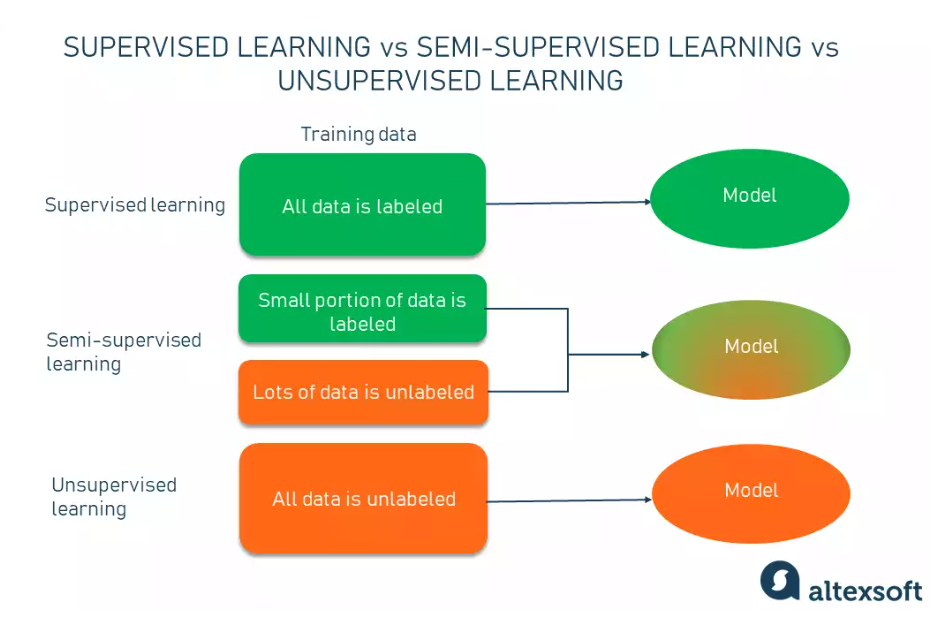 SUPERVISED LEARNING vs SEMI-SUPERVISED LEARNING vs
UNSUPERVISED LEARNING
Training data
Supervised learning
All data is labeled
Model
Semi-supervised
learning
Small portion of data is
labeled
Lots of data is unlabeled
Model
Unsupervised
learning
All data is unlabeled
Model
altexsoft